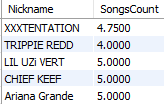 Nickname SongsCount
XXXTENTATION 4.7500
TRIPPIE REDD 4.0000
LIL UZi VERT 5.0000
CHIEF KEEF 5.0000
Ariana Grande 5.0000